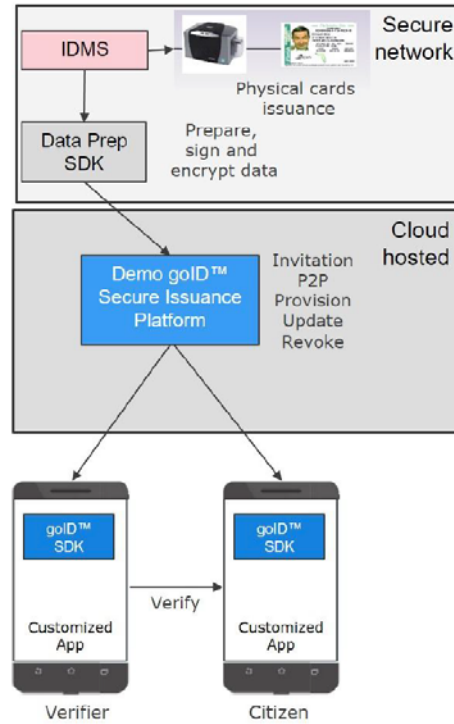 IDMS
Secure
network
Physical cards
issuance
Data Prep
SDK
Prepare,
sign and
encrypt data
Cloud
hosted
Demo goID™
Secure Issuance
Platform
Invitation
P2P
Provision
Update
Revoke
goID™
SDK
Customized
App
Verifier
Verify
goID™
SDK
Customized
App
Citizen